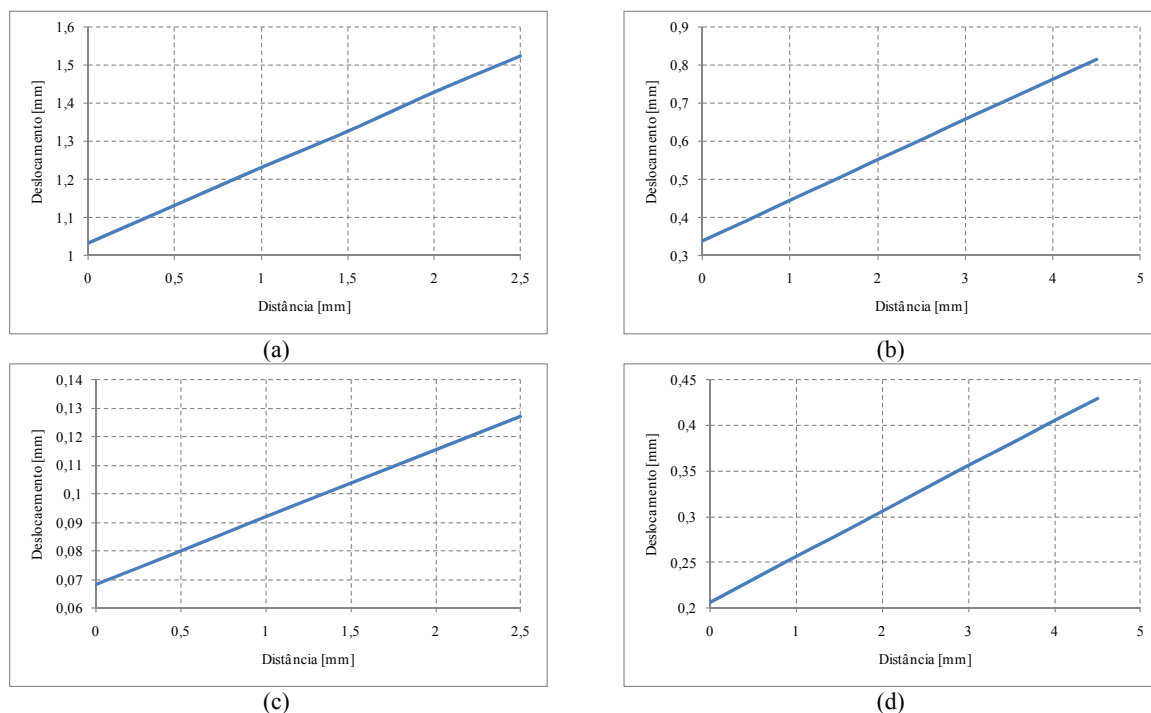 1,6
1,5
1,4
1,3
1,2
1,1
1
Deslocamento [mm]
0 0,5 1 1,5 2 2,5
Distância [mm]
(a)
0,9
0,8
0,7
0,6
0,5
0,4
0,3
Deslocamento [mm]
0 1 2 3 4 5
Distância [mm]
(b)
0,14
0,13
0,12
0,11
0,1
0,09
0,08
0,07
0,06
Deslocaemento [mm]
0 0,5 1 1,5 2 2,5
Distância [mm]
(c)
0,45
0,4
0,35
0,3
0,25
0,2
Deslocamento [mm]
0 1 2 3 4 5
Distância [mm]
(d)